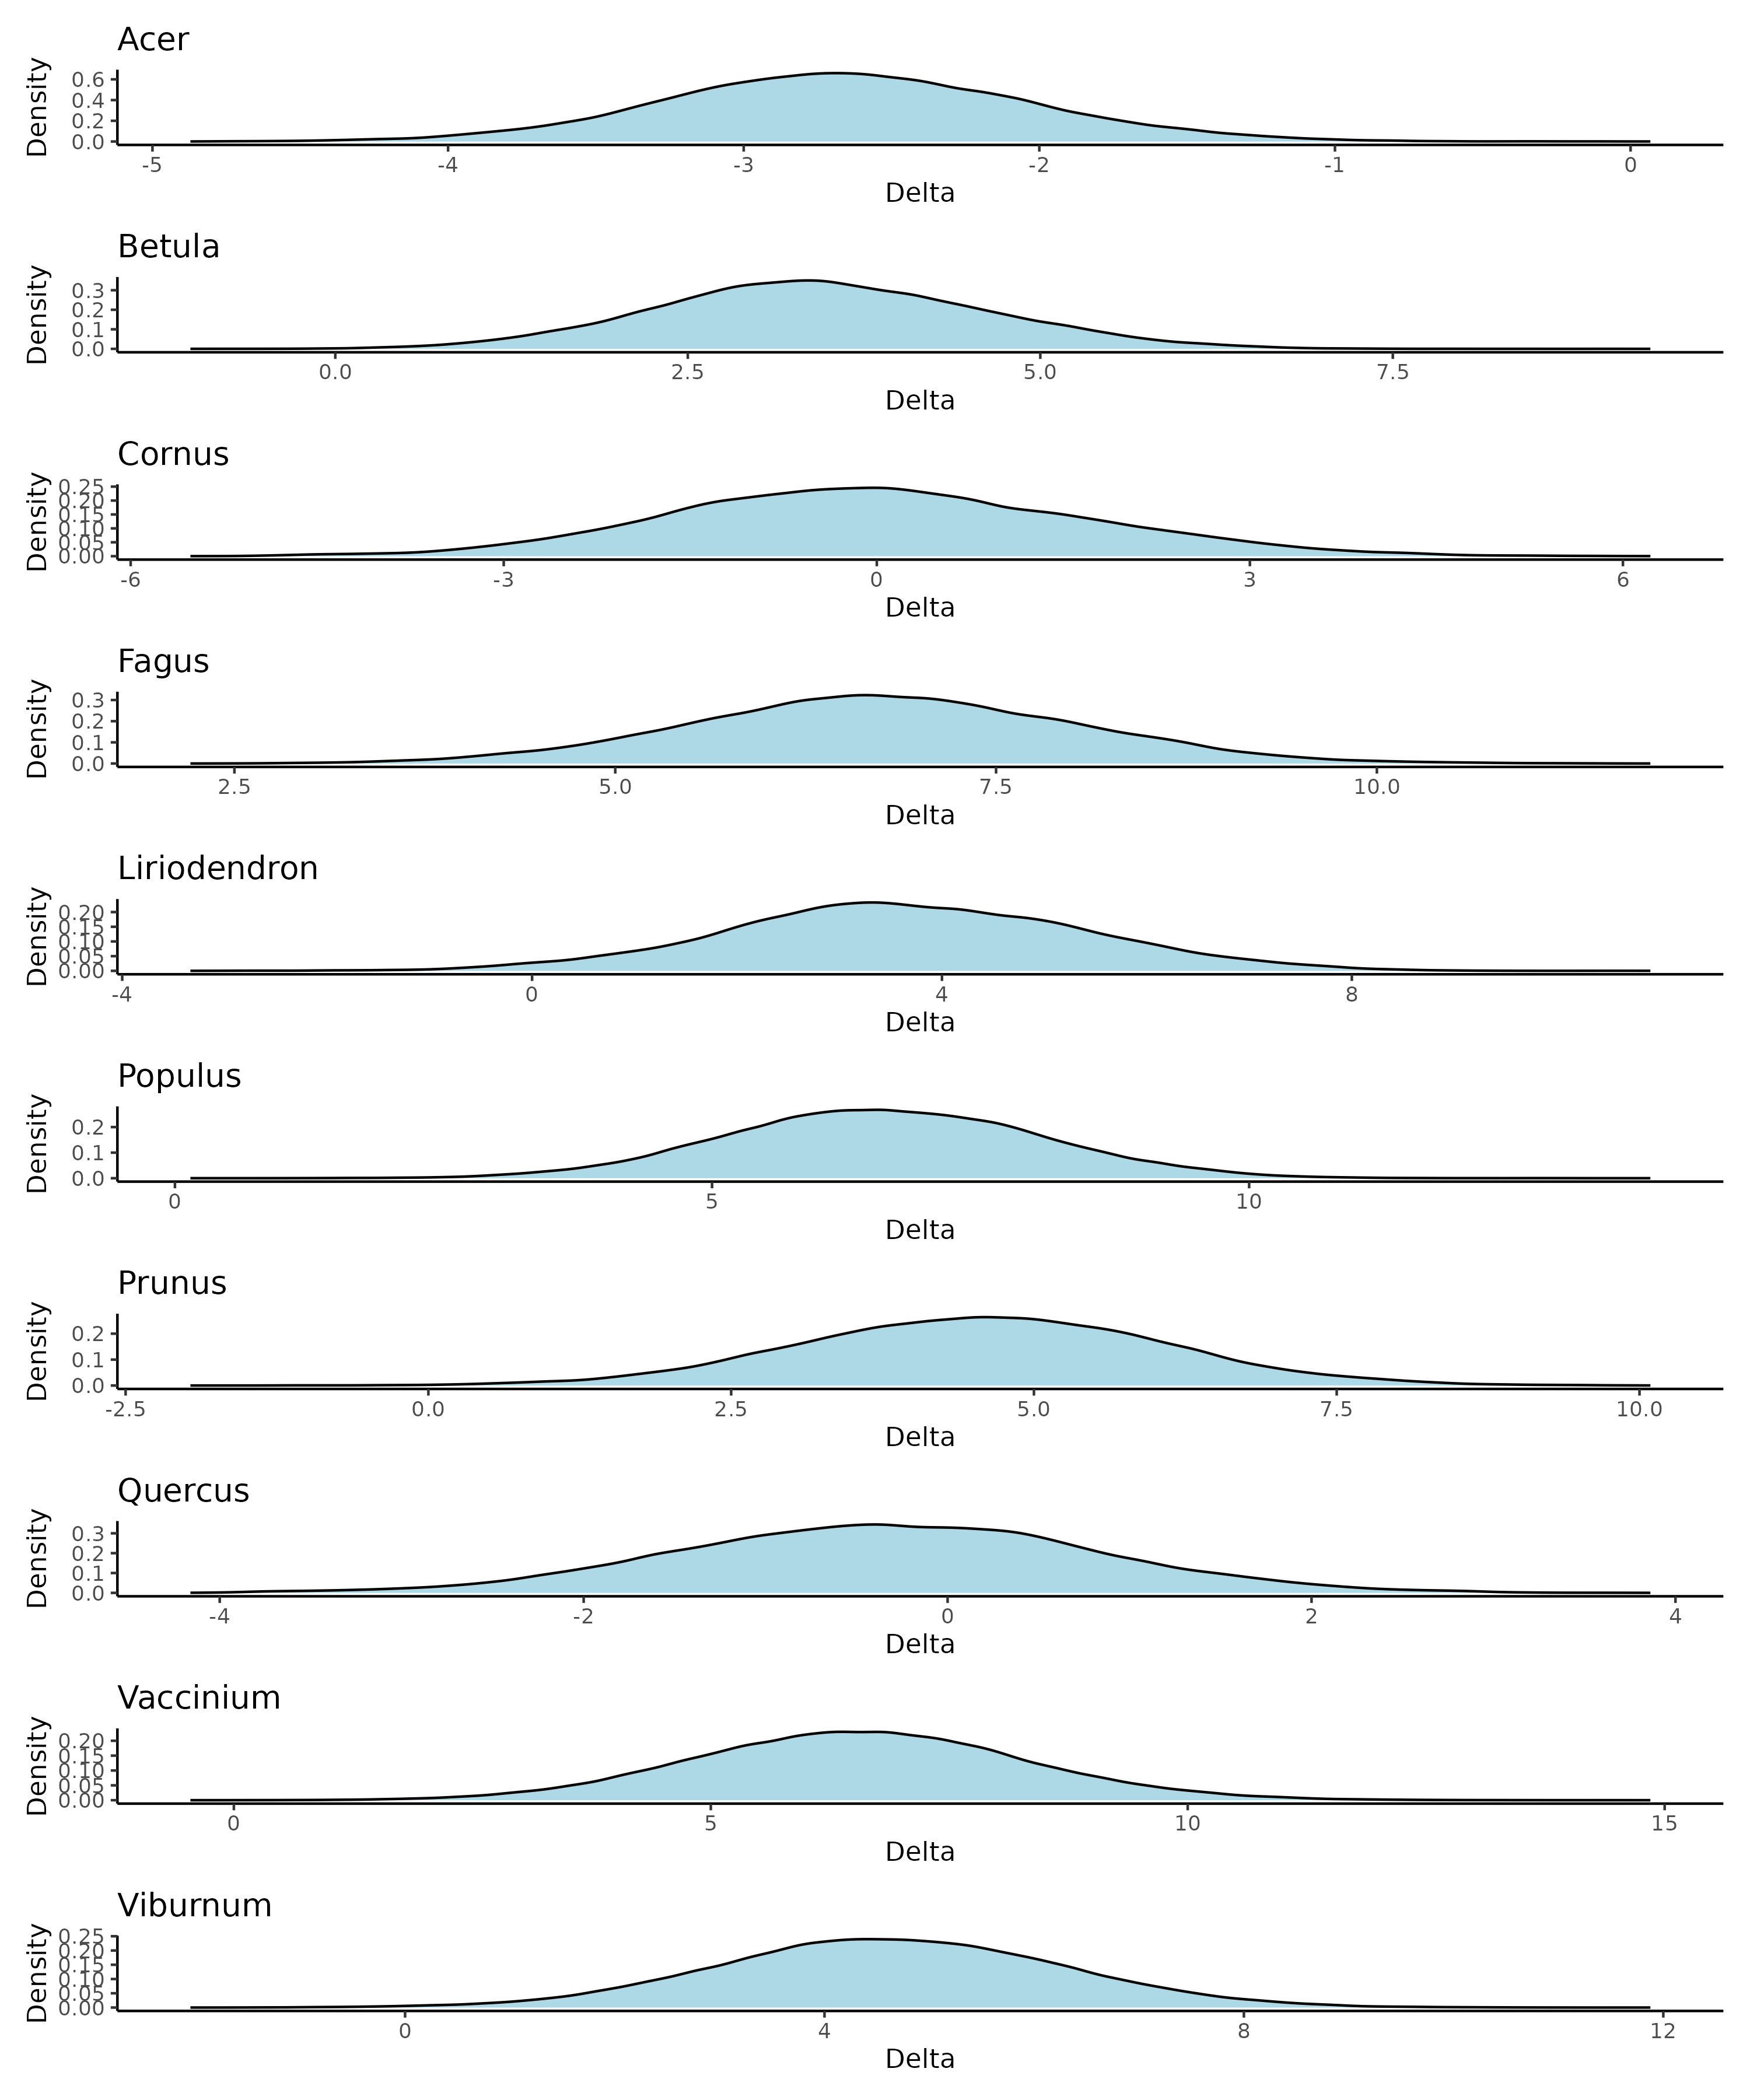 Acer
Density
0.6
0.4
0.2
0.0
-5 -4 -3 -2 -1 0
Delta
Betula
Density
0.3
0.2
0.1
0.0
0.0 2.5 5.0 7.5
Delta
Cornus
Density
0.25
0.20
0.15
0.10
0.05
0.00
-6 -3 0 3 6
Delta
Fagus
Density
0.3
0.2
0.1
0.0
2.5 5.0 7.5 10.0
Delta
Liriodendron
Density
0.20
0.15
0.10
0.05
0.00
-4 0 4 8
Delta
Populus
Density
0.2
0.1
0.0
0 5 10
Delta
Prunus
Density
0.2
0.1
0.0
-2.5 0.0 2.5 5.0 7.5 10.0
Delta
Quercus
Density
0.3
0.2
0.1
0.0
-4 -2 0 2 4
Delta
Vaccinium
Density
0.20
0.15
0.10
0.05
0.00
0 5 10 15
Delta
Viburnum
Density
0.25
0.20
0.15
0.10
0.05
0.00
0 4 8 12
Delta